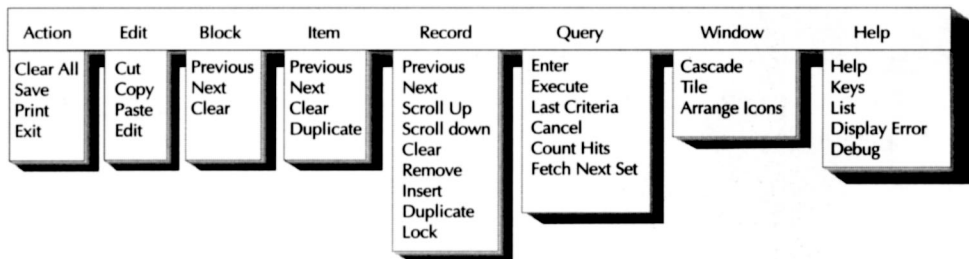 Action Edit Block Item Record Query Window Help
Clear All
Save
Print
Exit
Cut
Copy
Paste
Edit
Previous
Next
Clear
Previous
Next
Clear
Duplicate
Previous
Next
Scroll Up
Scroll down
Clear
Remove
Insert
Duplicate
Lock
Enter
Execute
Last Criteria
Cancel
Count Hits
Fetch Next Set
Cascade
Tile
Arrange Icons
Help
Keys
List
Display Error
Debug